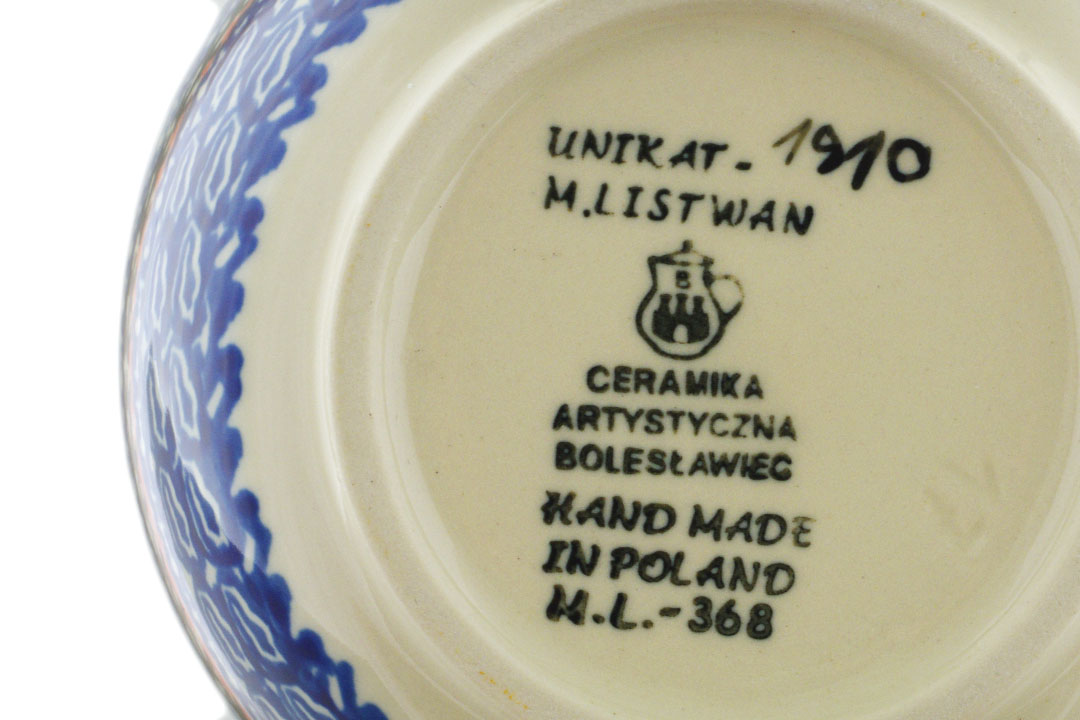 UNIKAT - 1910
M.LISTWAN
B
CERAMIKA
ARTYSTYCZNA
BOLESŁAWIEC
HAND MADE
IN POLAND
M.L.-368